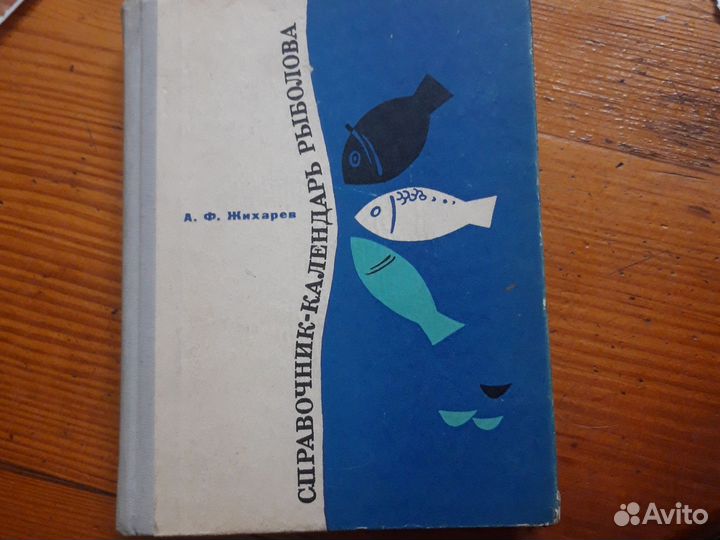 А. Ф. Жихарев
СПРАВОЧНИК-КАЛЕНДАРЬ РЫБОЛОВА
Avito